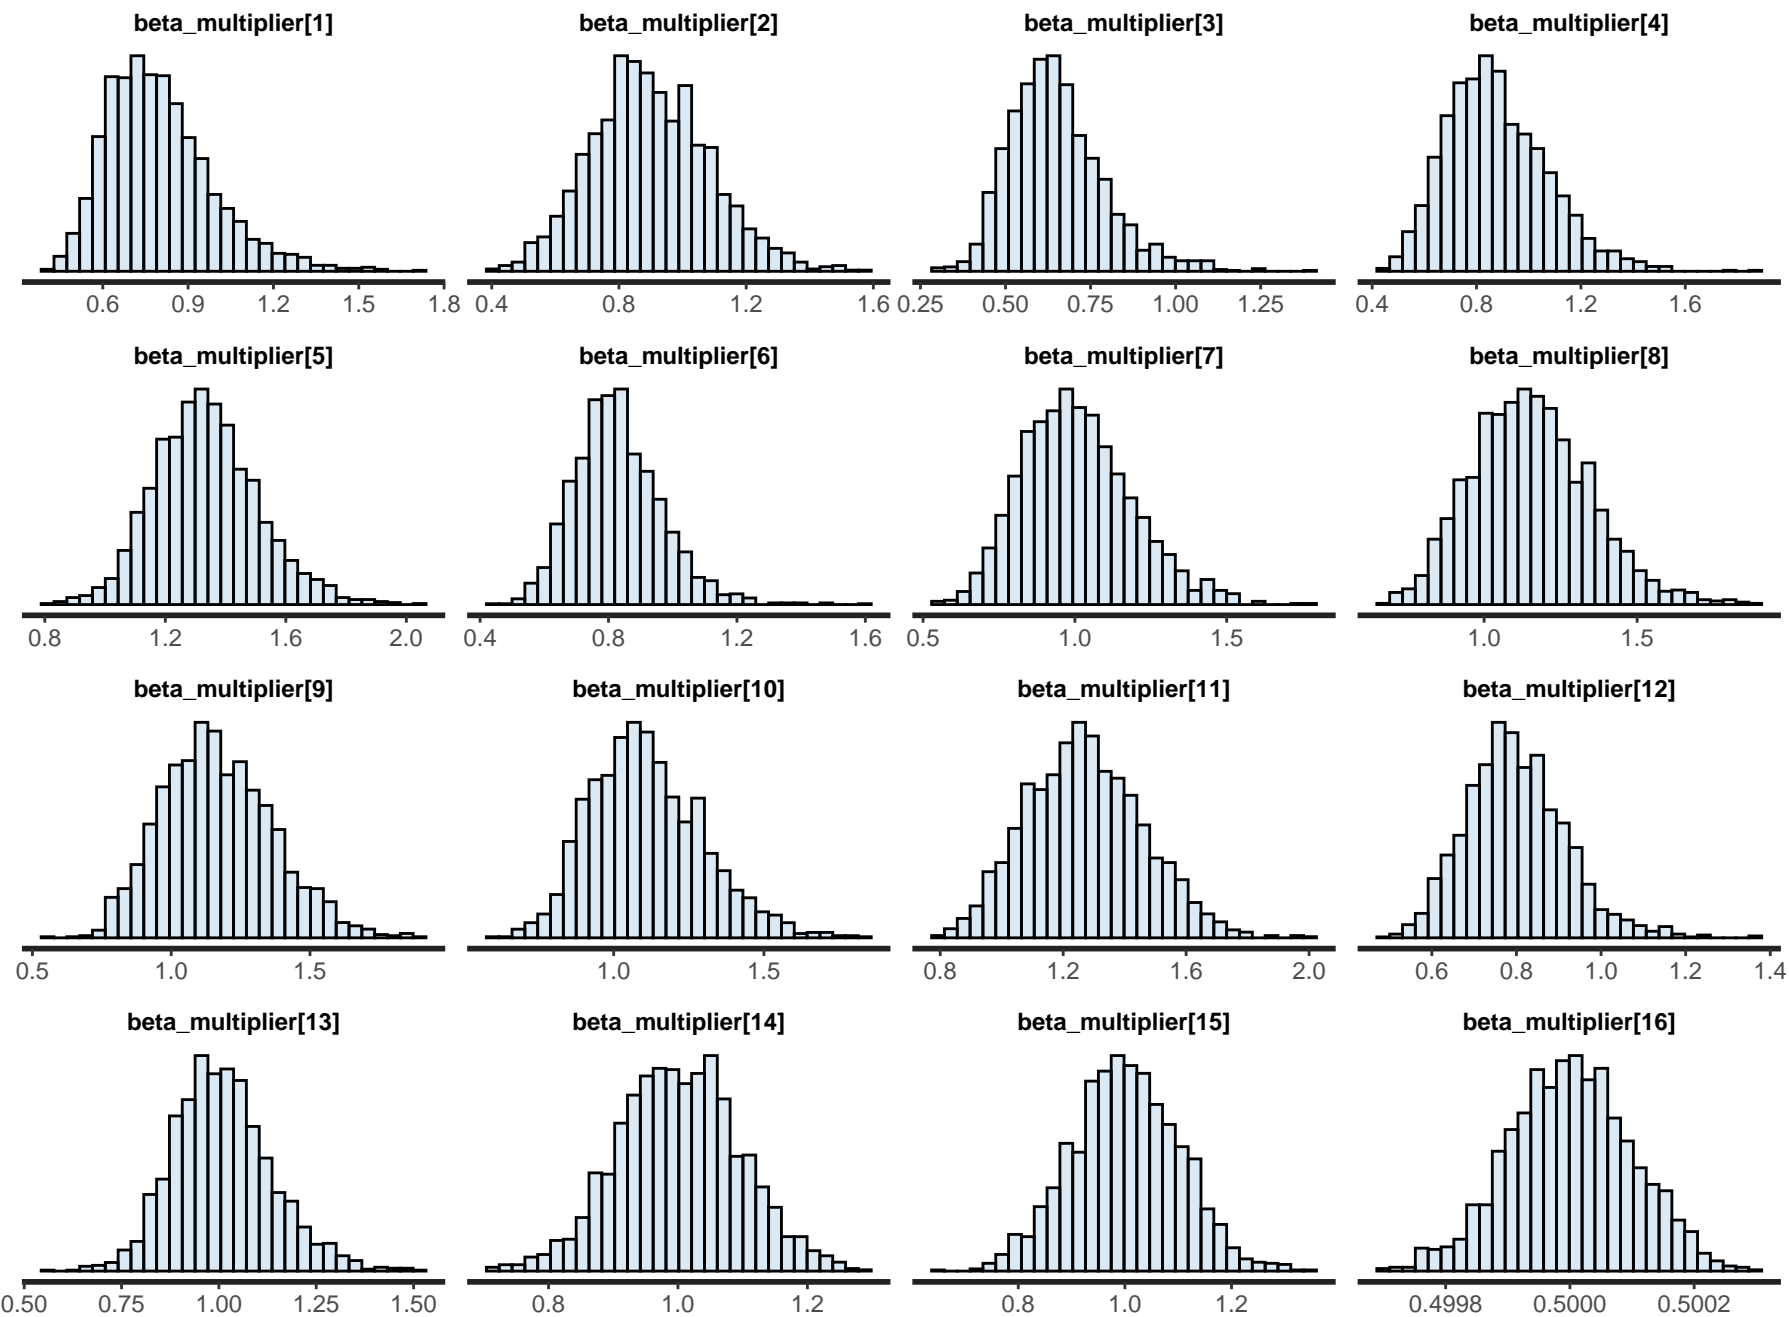 beta_multiplier[1] beta_multiplier[2] beta_multiplier[3] beta_multiplier[4]
0.6 0.9 1.2 1.5 1.8 0.4 0.8 1.2 1.6 0.25 0.50 0.75 1.00 1.25 0.4 0.8 1.2 1.6
beta_multiplier[5] beta_multiplier[6] beta_multiplier[7] beta_multiplier[8]
0.8 1.2 1.6 2.0 0.4 0.8 1.2 1.6 0.5 1.0 1.5 1.0 1.5
beta_multiplier[9] beta_multiplier[10] beta_multiplier[11] beta_multiplier[12]
0.5 1.0 1.5 1.0 1.5 0.8 1.2 1.6 2.0 0.6 0.8 1.0 1.2 1.4
beta_multiplier[13] beta_multiplier[14] beta_multiplier[15] beta_multiplier[16]
0.50 0.75 1.00 1.25 1.50 0.8 1.0 1.2 0.8 1.0 1.2 0.4998 0.5000 0.5002